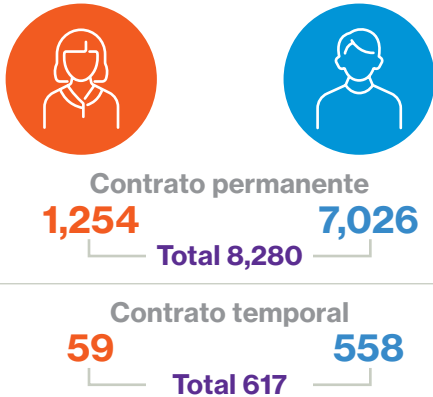 Contrato permanente
1,254 7,026
Total 8,280
Contrato temporal
59 558
Total 617